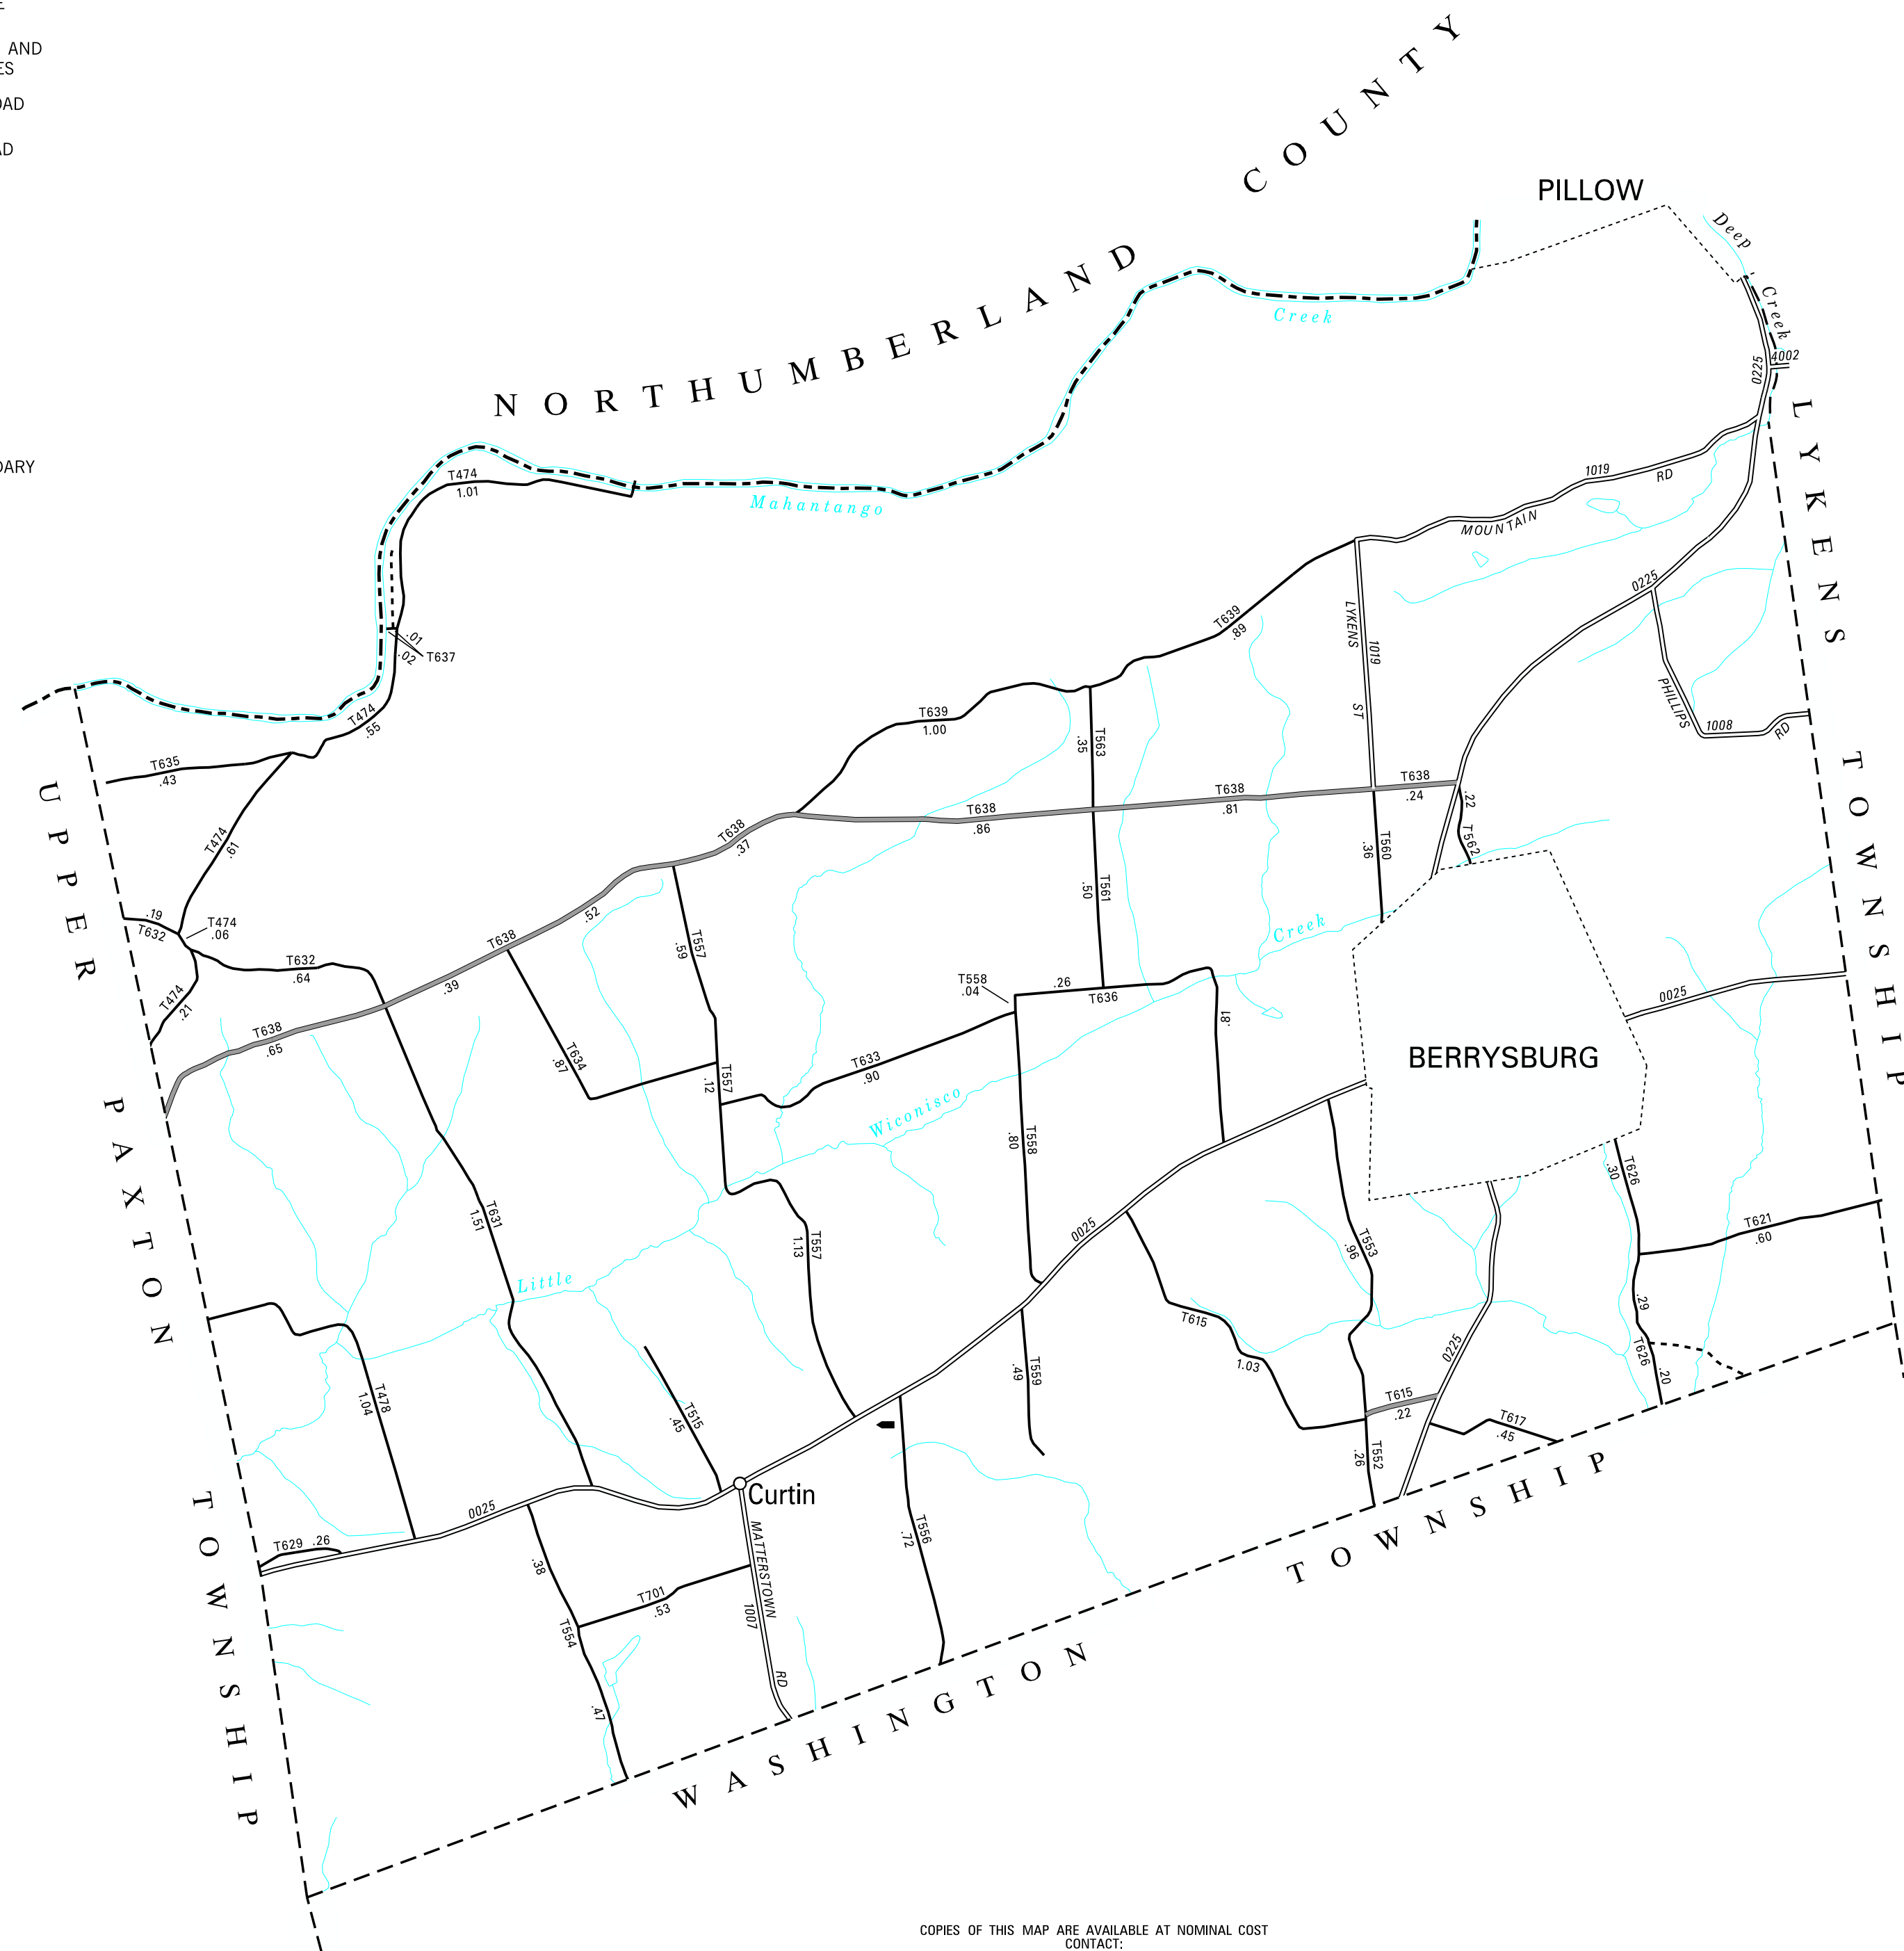 AND
ES
OAD
AD
DARY
COUNTY
PILLOW
Deep
Creek
NORTHUMBERLAND
Creek
0225
4002
LYKENS
TOWNSHIP
T474
1.01
Mahantango
1019
RD
MOUNTAIN
.01
.02
T637
T639
.89
LYKENS
ST
1019
0225
PHILLIPS
1008
RD
T474
.55
T635
.43
T639
1.00
T563
.35
T638
.24
T638
.81
T638
.86
.22
T562
UPPER
PAXTON
TOWNSHIP
T474
.61
T638
.37
T560
.36
T561
.50
.19
T632
T474
.06
.52
T638
T557
.59
Creek
T632
.64
.39
T558
.04
.26
T636
T474
.21
0025
.81
T638
.65
T634
.87
T633
.90
T557
.12
BERRYSBURG
Wiconisco
T558
.80
T626
.30
T631
1.51
T557
1.13
0025
T553
.96
T621
.60
Little
T615
.29
1.03
T559
.49
0225
T626
.20
T478
1.04
T515
.45
T615
.22
T617
.45
T552
.26
Curtin
0025
T629
.26
T556
.72
MATTERSTOWN
1007
RD
.38
T701
.53
T554
.47
WASHINGTON
TOWNSHIP
COPIES OF THIS MAP ARE AVAILABLE AT NOMINAL COST
CONTACT: